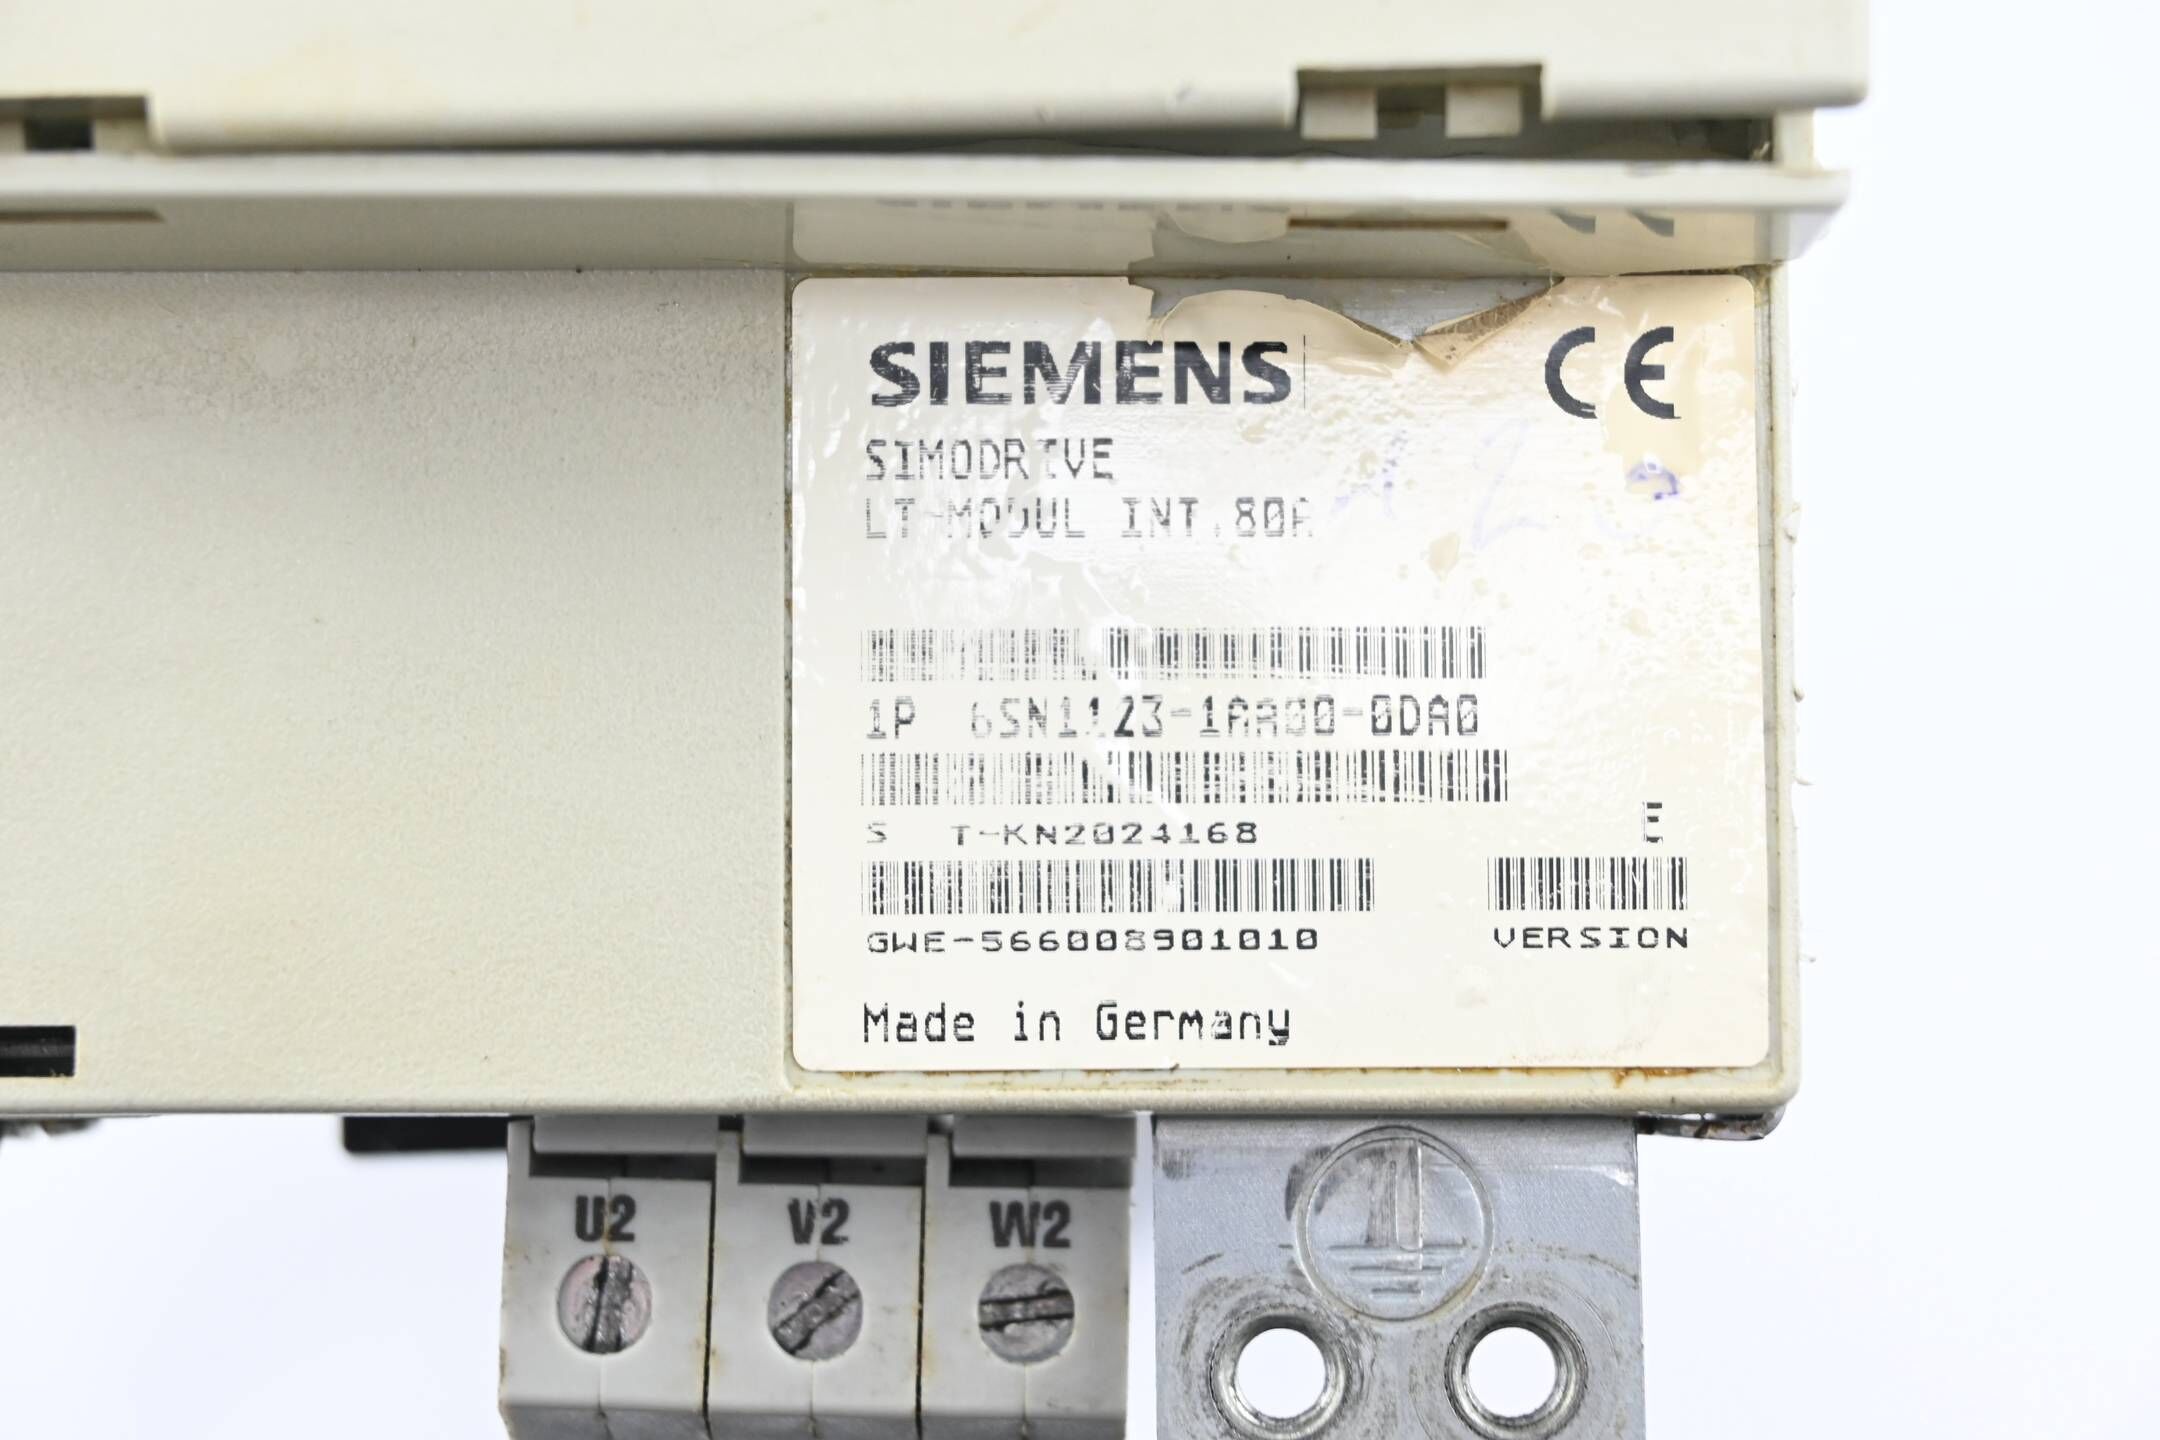 SIEMENS
CE
SIMODRIVE
LT-MODUL INT.80A
1P 6SN1123-1AA00-0DA0
S T-KN2024168
E
GWE-566008901010
VERSION
Made in Germany
U2
V2
W2